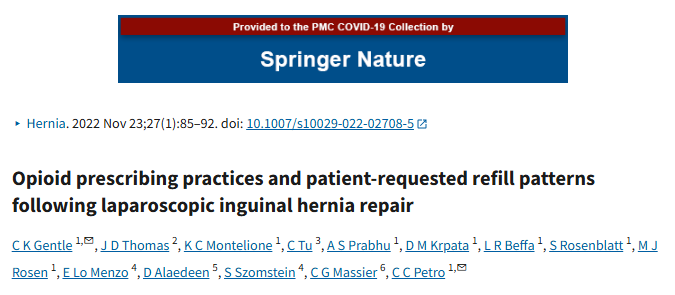 Provided to the PMC COVID-19 Collection by
Springer Nature
‣ Hernia. 2022 Nov 23;27(1):85–92. doi: 10.1007/s10029-022-02708-5
Opioid prescribing practices and patient-requested refill patterns
following laparoscopic inguinal hernia repair
C K Gentle 1,✉, J D Thomas 2, K C Montelione 1, C Tu 3, A S Prabhu 1, D M Krpata 1, L R Beffa 1, S Rosenblatt 1, M J
Rosen 1, E Lo Menzo 4, D Alaedeen 5, S Szomstein 4, C G Massier 6, C C Petro 1,✉